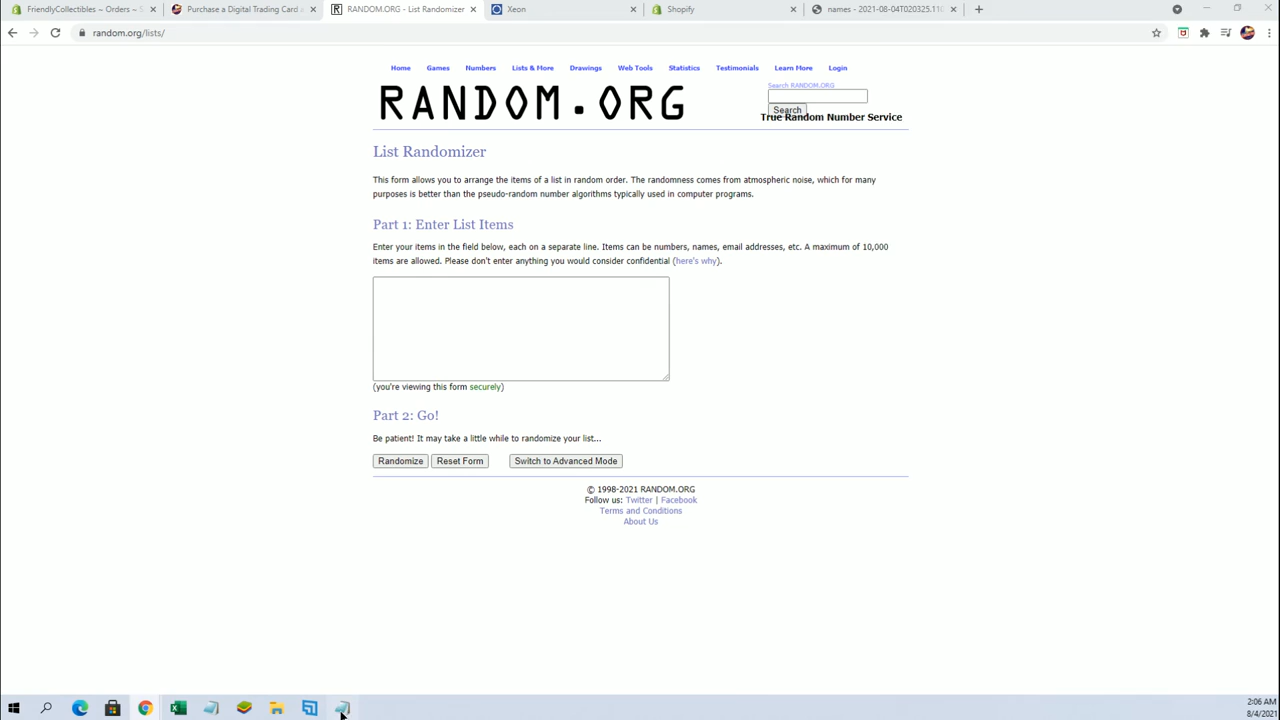 FriendlyCollectibles ~ Orders ~ S
Purchase a Digital Trading Card a
RANDOM.ORG - List Randomizer
Xeon
Shopify
names - 2021-08-04T020325.110
random.org/lists/
Home Games Numbers Lists & More Drawings Web Tools Statistics Testimonials Learn More Login
RANDOM.ORG
Search RANDOM.ORG
Search
True Random Number Service
List Randomizer
This form allows you to arrange the items of a list in random order. The randomness comes from atmospheric noise, which for many
purposes is better than the pseudo-random number algorithms typically used in computer programs.
Part 1: Enter List Items
Enter your items in the field below, each on a separate line. Items can be numbers, names, email addresses, etc. A maximum of 10,000
items are allowed. Please don't enter anything you would consider confidential (here's why).
(you're viewing this form securely)
Part 2: Go!
Be patient! It may take a little while to randomize your list...
Randomize Reset Form Switch to Advanced Mode
© 1998-2021 RANDOM.ORG
Follow us: Twitter | Facebook
Terms and Conditions
About Us
2:06 AM
8/4/2021